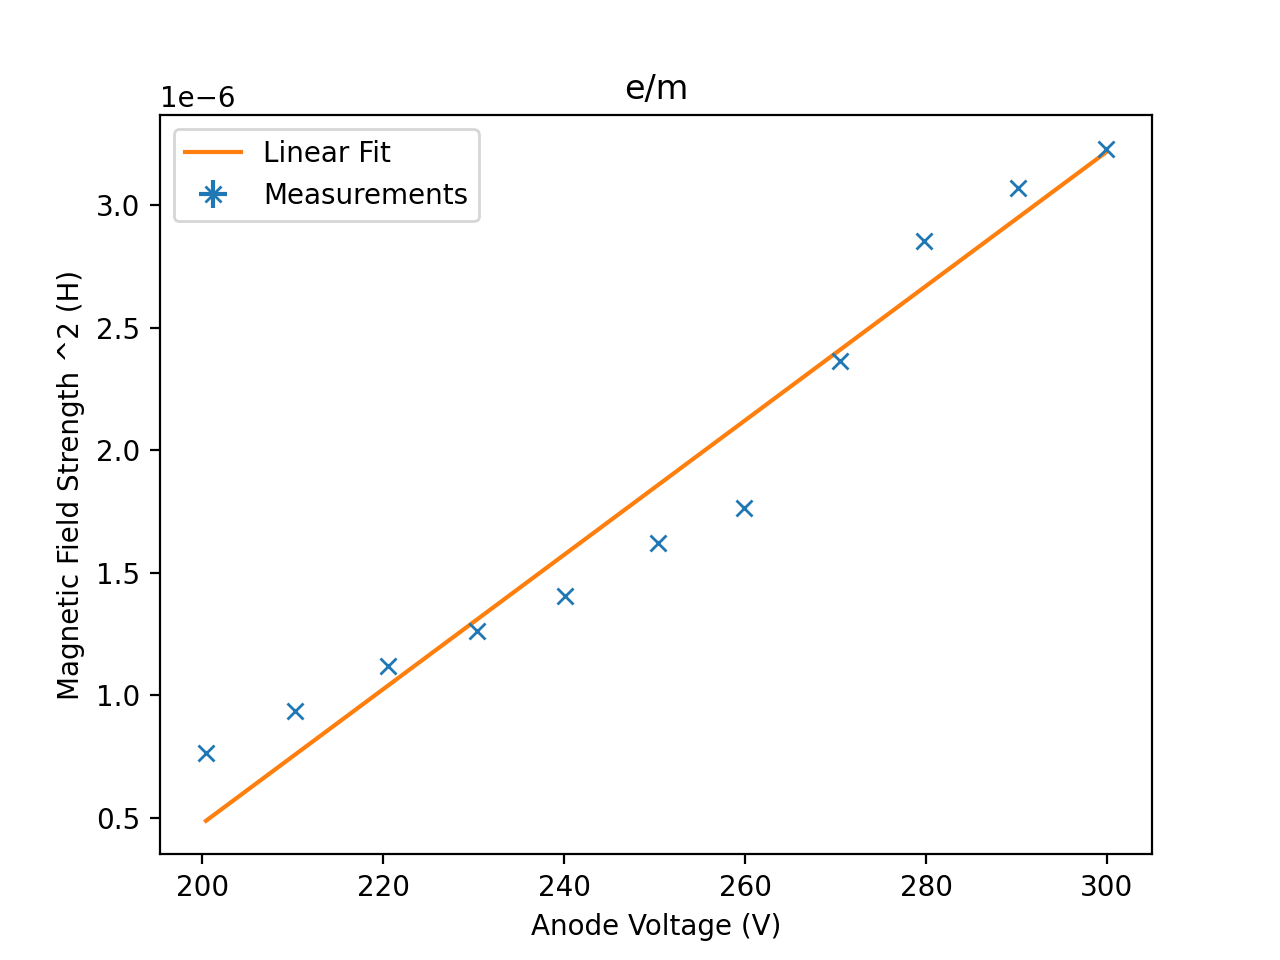 e/m
1e−6
Linear Fit
Measurements
3.0
2.5
2.0
1.5
1.0
0.5
Magnetic Field Strength ^2 (H)
200 220 240 260 280 300
Anode Voltage (V)